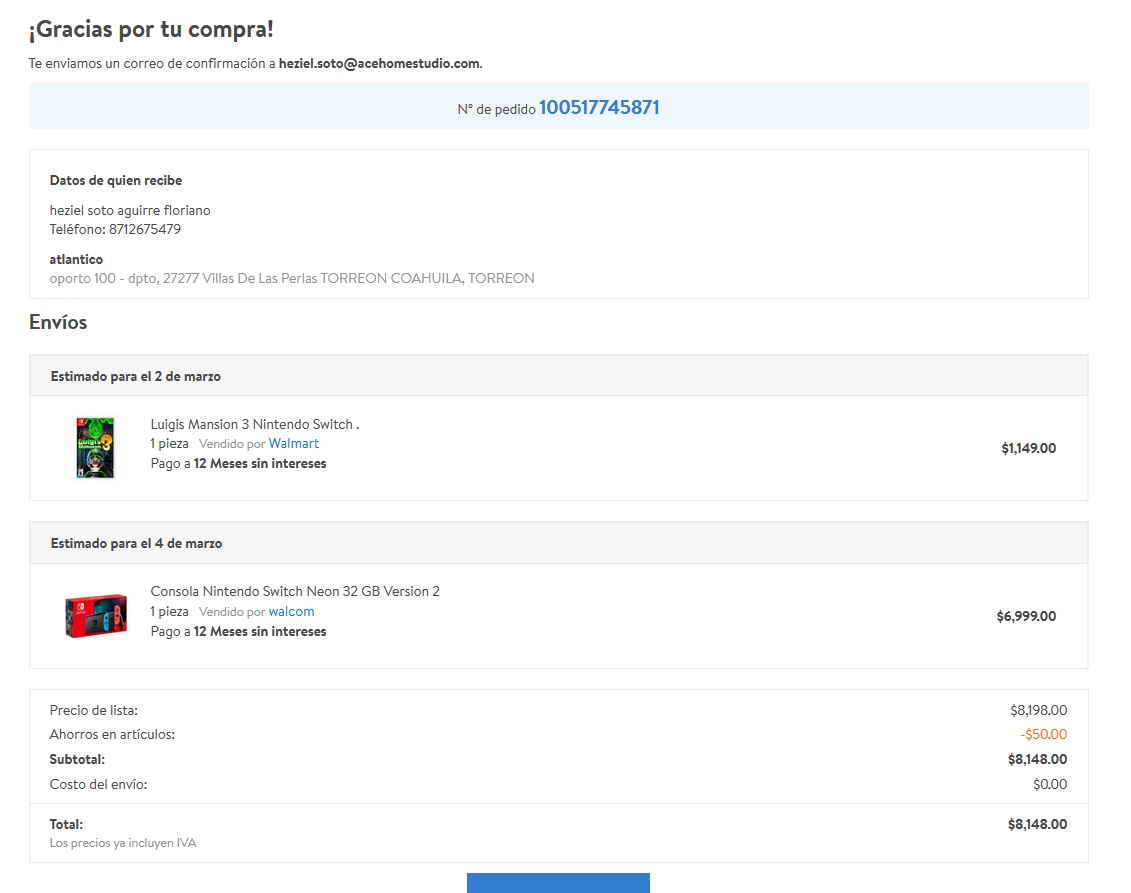 ¡Gracias por tu compra!
Te enviamos un correo de confirmación a heziel.soto@acehomestudio.com.
N° de pedido 100517745871
Datos de quien recibe
heziel soto aguirre floriano
Teléfono: 8712675479
atlantico
oporto 100 - dpto, 27277 Villas De Las Perlas TORREON COAHUILA, TORREON
Envíos
Estimado para el 2 de marzo
Luigis Mansion 3 Nintendo Switch .
1 pieza Vendido por Walmart
Pago a 12 Meses sin intereses
$1,149.00
Estimado para el 4 de marzo
Consola Nintendo Switch Neon 32 GB Version 2
1 pieza Vendido por walcom
Pago a 12 Meses sin intereses
$6,999.00
Precio de lista: $8,198.00
Ahorros en artículos: -$50.00
Subtotal: $8,148.00
Costo del envío: $0.00
Total: $8,148.00
Los precios ya incluyen IVA